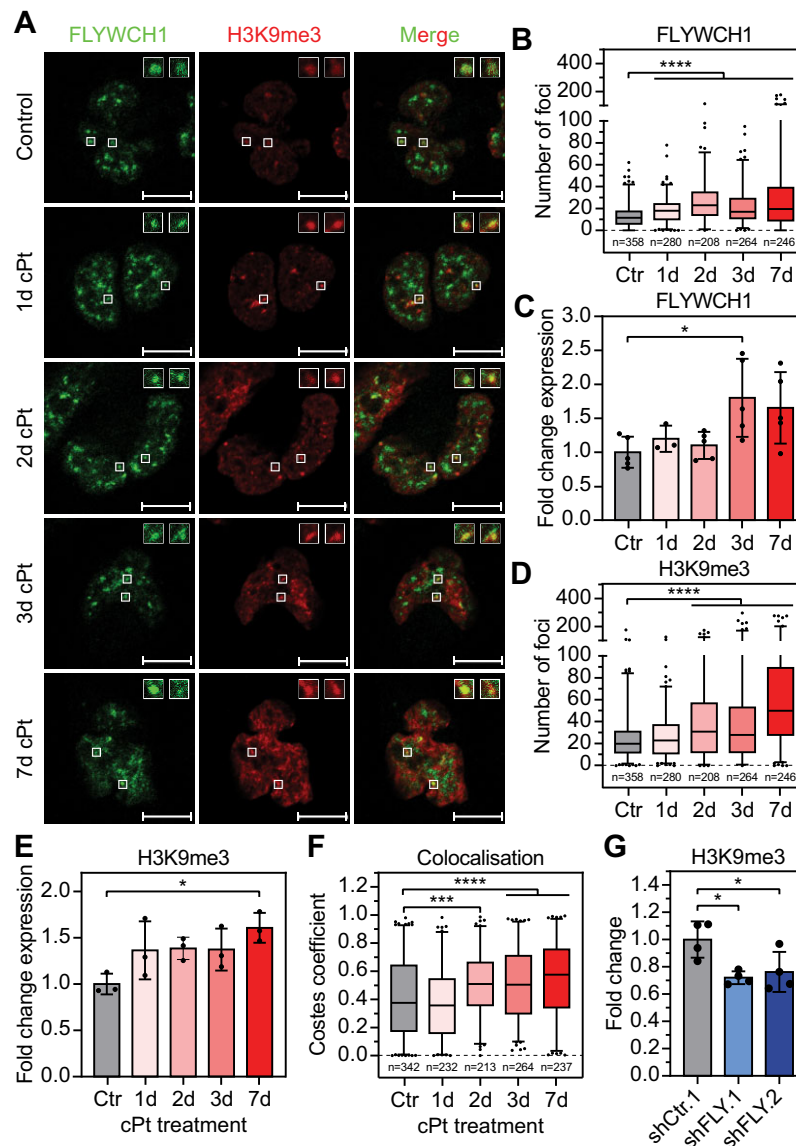 A
FLYWCH1
H3K9me3
Merge
Control
1d cPt
2d cPt
3d cPt
7d cPt
B
FLYWCH1
Number of foci
400
200
100
80
60
40
20
0
****
n=358
n=280
n=208
n=264
n=246
Ctr
1d
2d
3d
7d
C
FLYWCH1
Fold change expression
3.0
2.5
2.0
1.5
1.0
0.5
0.0
*
Ctr
1d
2d
3d
7d
D
H3K9me3
Number of foci
400
200
100
80
60
40
20
0
****
n=358
n=280
n=208
n=264
n=246
Ctr
1d
2d
3d
7d
E
H3K9me3
Fold change expression
2.0
1.5
1.0
0.5
0.0
*
Ctr
1d
2d
3d
7d
cPt treatment
F
Colocalisation
Costes coefficient
1.2
1.0
0.8
0.6
0.4
0.2
0.0
***
****
n=342
n=232
n=213
n=264
n=237
Ctr
1d
2d
3d
7d
cPt treatment
G
H3K9me3
Fold change
1.4
1.2
1.0
0.8
0.6
0.4
0.2
0.0
*
*
shCtr.1
shFLY.1
shFLY.2